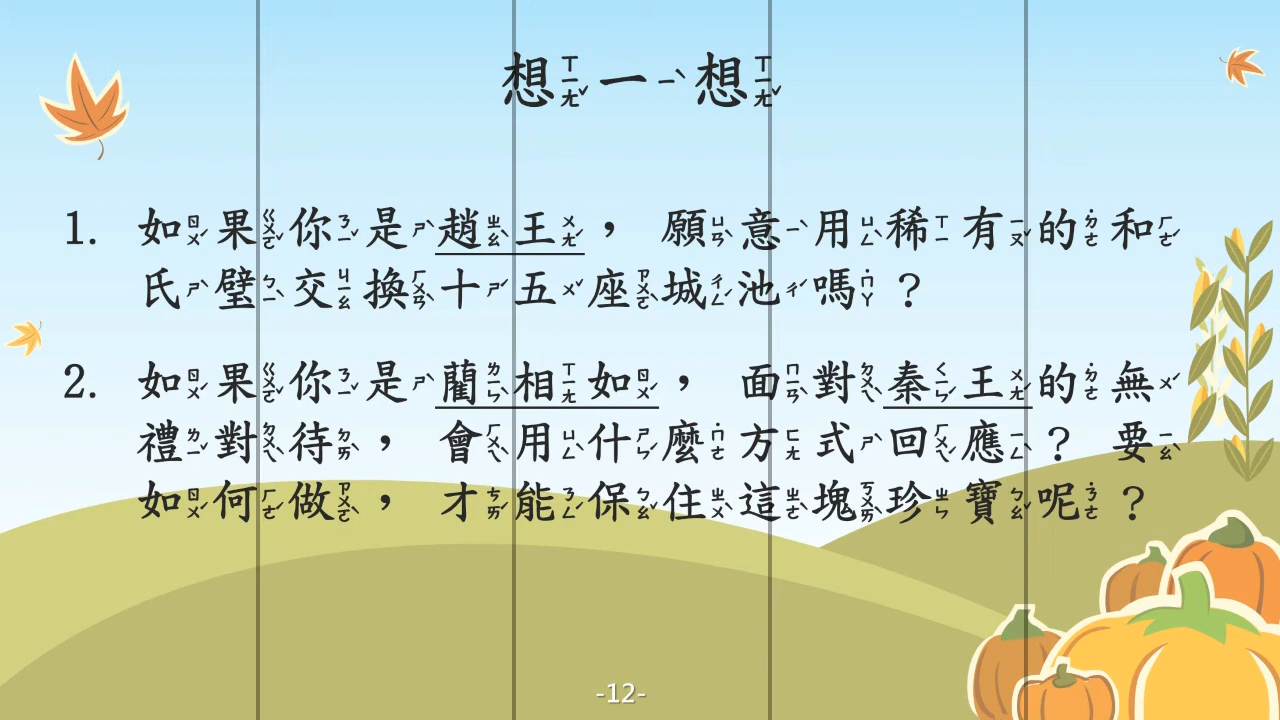 想一想
1. 如果你是趙王，願意用稀有的和
氏璧交換十五座城池嗎？
2. 如果你是藺相如，面對秦王的無
禮對待，會用什麼方式回應？要
如何做，才能保住這塊珍寶呢？
-12-